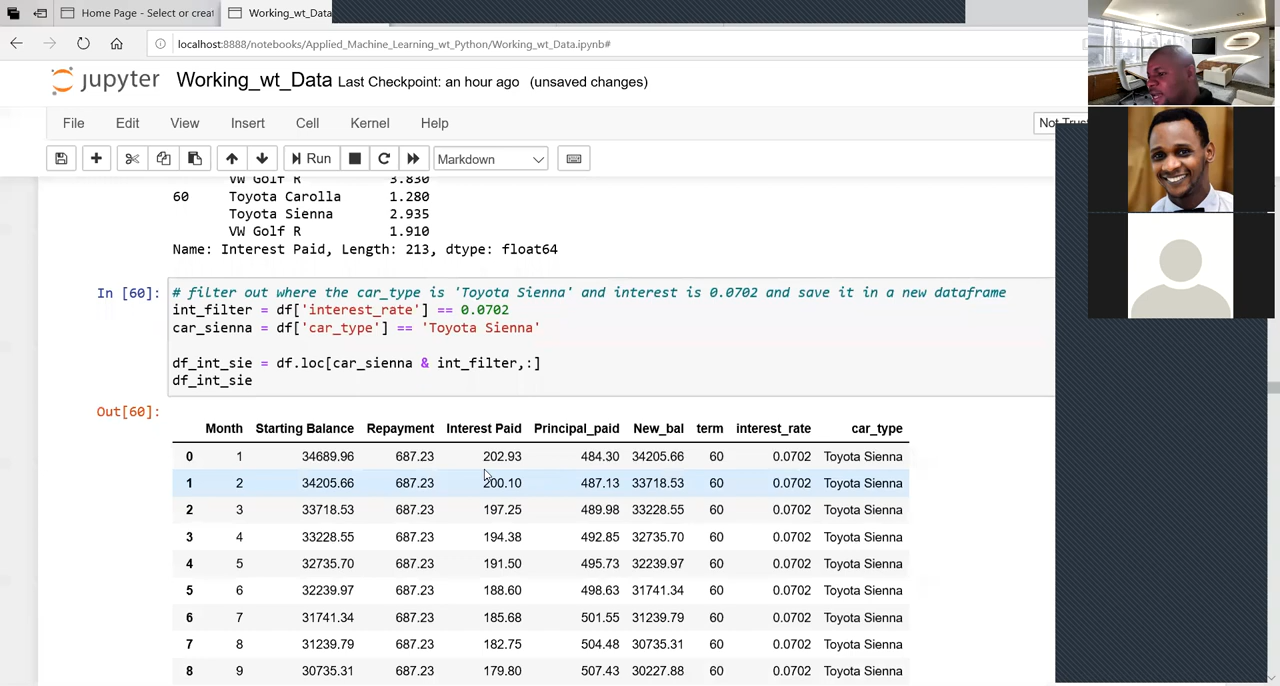 Home Page - Select or creat
Working_wt_Data
localhost:8888/notebooks/Applied_Machine_Learning_wt_Python/Working_wt_Data.ipynb#
jupyter Working_wt_Data Last Checkpoint: an hour ago (unsaved changes)
File Edit View Insert Cell Kernel Help
Not Trus
Run Markdown
VW Golf R 3.830
60 Toyota Carolla 1.280
Toyota Sienna 2.935
VW Golf R 1.910
Name: Interest Paid, Length: 213, dtype: float64
In [60]: # filter out where the car_type is 'Toyota Sienna' and interest is 0.0702 and save it in a new dataframe
int_filter = df['interest_rate'] == 0.0702
car_sienna = df['car_type'] == 'Toyota Sienna'
df_int_sie = df.loc[car_sienna & int_filter,:]
df_int_sie
Out[60]:
Month Starting Balance Repayment Interest Paid Principal_paid New_bal term interest_rate car_type
0 1 34689.96 687.23 202.93 484.30 34205.66 60 0.0702 Toyota Sienna
1 2 34205.66 687.23 200.10 487.13 33718.53 60 0.0702 Toyota Sienna
2 3 33718.53 687.23 197.25 489.98 33228.55 60 0.0702 Toyota Sienna
3 4 33228.55 687.23 194.38 492.85 32735.70 60 0.0702 Toyota Sienna
4 5 32735.70 687.23 191.50 495.73 32239.97 60 0.0702 Toyota Sienna
5 6 32239.97 687.23 188.60 498.63 31741.34 60 0.0702 Toyota Sienna
6 7 31741.34 687.23 185.68 501.55 31239.79 60 0.0702 Toyota Sienna
7 8 31239.79 687.23 182.75 504.48 30735.31 60 0.0702 Toyota Sienna
8 9 30735.31 687.23 179.80 507.43 30227.88 60 0.0702 Toyota Sienna